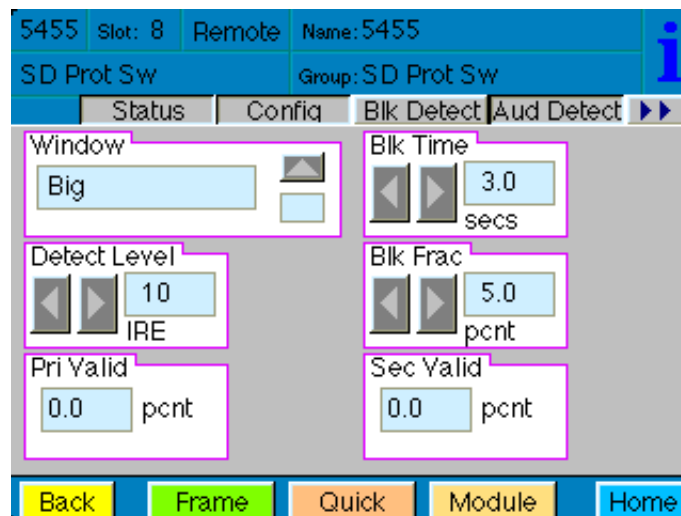 5455 Slot: 8 Remote Name: 5455
SD Prot Sw Group: SD Prot Sw
i
Status Config Blk Detect Aud Detect
Window
Big
Blk Time
3.0
secs
Detect Level
10
IRE
Blk Frac
5.0
pcnt
Pri Valid
0.0 pcnt
Sec Valid
0.0 pcnt
Back Frame Quick Module Home